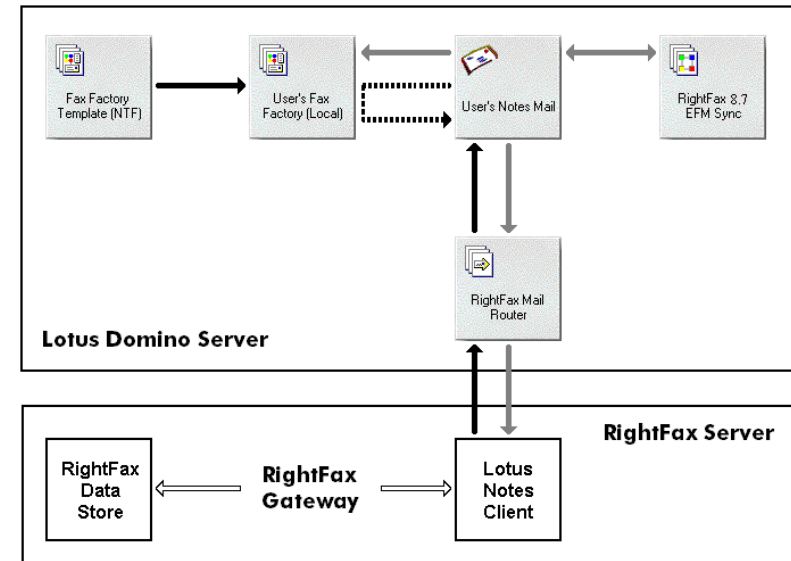 Fax Factory
Template (NTF)
User's Fax
Factory (Local)
User's Notes Mail
RightFax 8.7
EFM Sync
RightFax Mail
Router
Lotus Domino Server
RightFax Server
RightFax
Data
Store
RightFax
Gateway
Lotus
Notes
Client